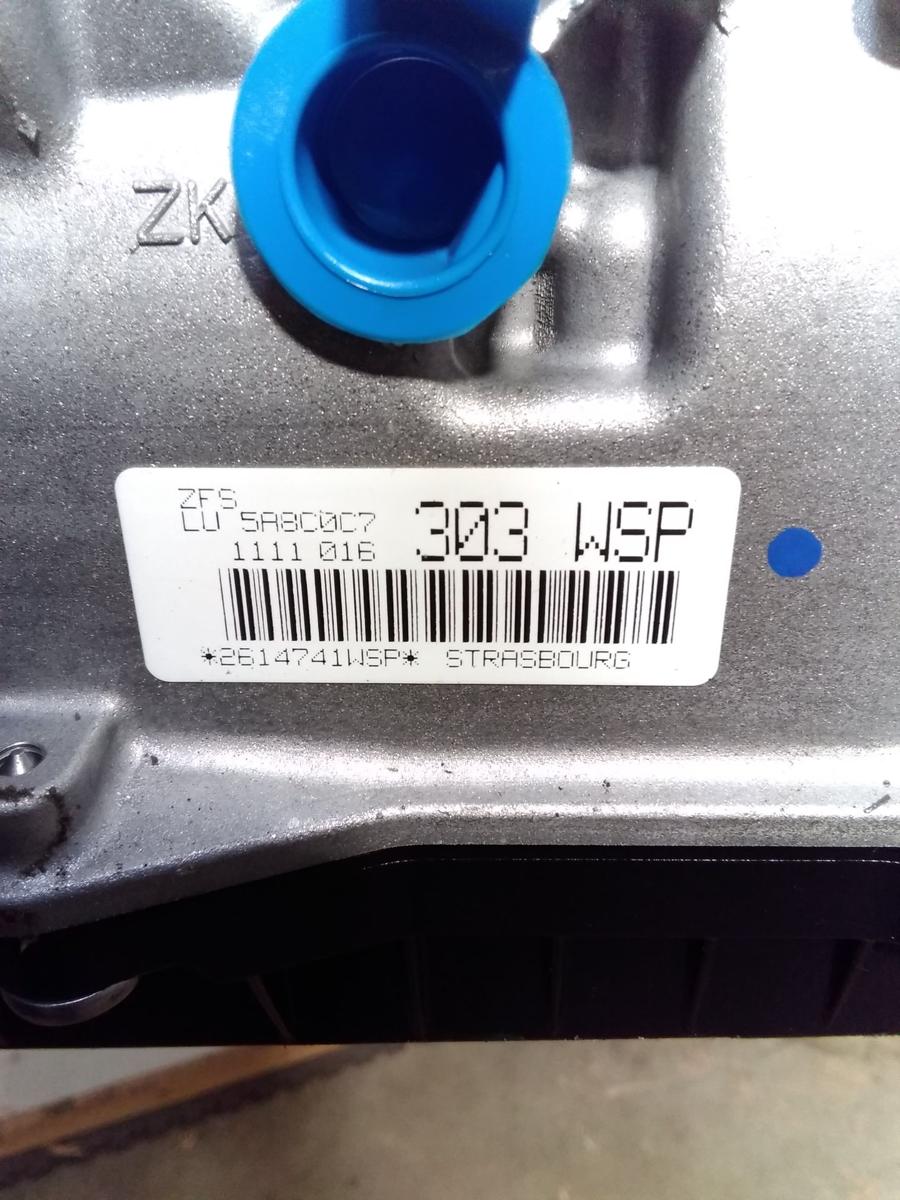 ZK
ZFS
LU 5A8C0C7
1111 016 303 WSP
*2614741WSP* STRASBOURG